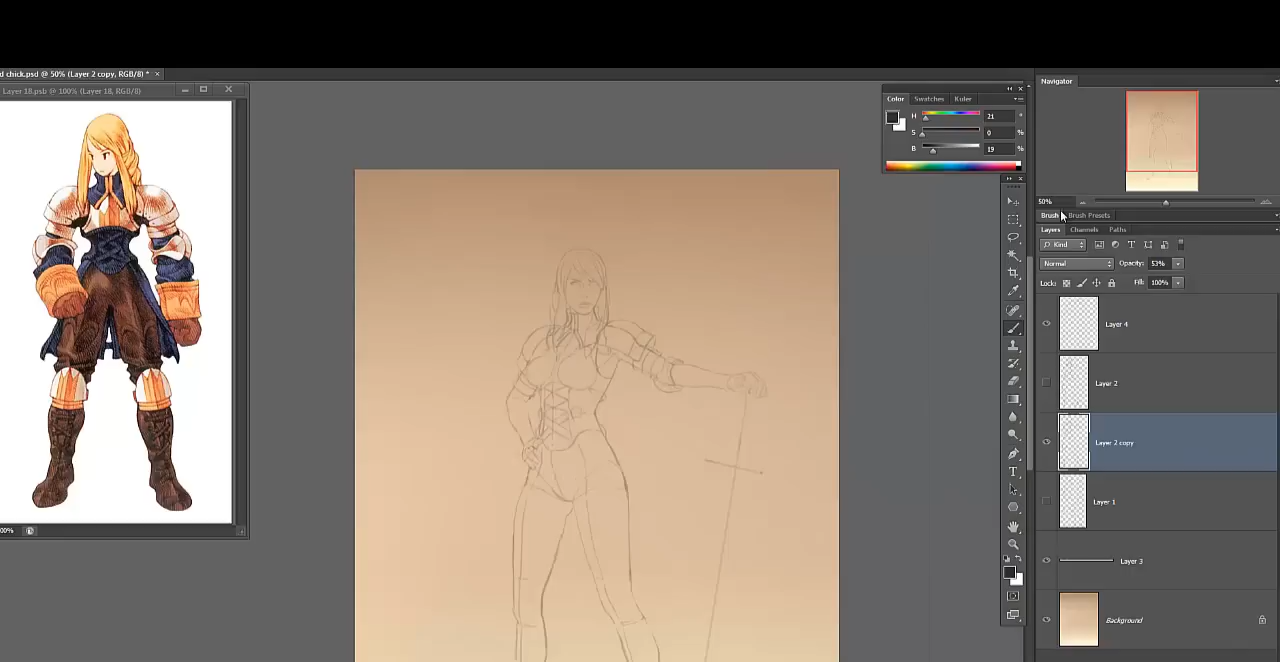 d chick.psd @ 50% (Layer 2 copy, RGB/8) * ×
Layer 18.psb @ 100% (Layer 18, RGB/8)
Navigator
Color Swatches Kuler
H 21 °
S 0 %
B 19 %
50%
Brush Brush Presets
Layers Channels Paths
Kind
Normal Opacity: 53%
Lock: Fill: 100%
Layer 4
Layer 2
Layer 2 copy
Layer 1
Layer 3
Background
00%